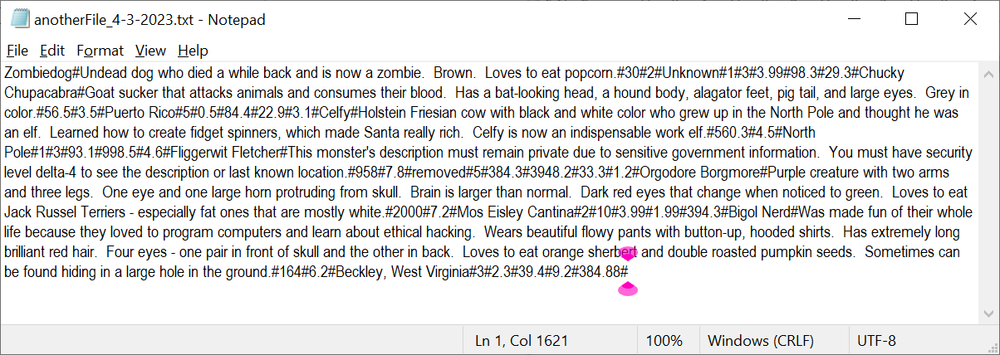 anotherFile_4-3-2023.txt - Notepad
File Edit Format View Help
Zombiedog#Undead dog who died a while back and is now a zombie.  Brown.  Loves to eat popcorn.#30#2#Unknown#1#3#3.99#98.3#29.3#Chucky
Chupacabra#Goat sucker that attacks animals and consumes their blood.  Has a bat-looking head, a hound body, alagator feet, pig tail, and large eyes.  Grey in
color.#56.5#3.5#Puerto Rico#5#0.5#84.4#22.9#3.1#Celfy#Holstein Friesian cow with black and white color who grew up in the North Pole and thought he was
an elf.  Learned how to create fidget spinners, which made Santa really rich.  Celfy is now an indispensable work elf.#560.3#4.5#North
Pole#1#3#93.1#998.5#4.6#Fliggerwit Fletcher#This monster's description must remain private due to sensitive government information.  You must have security
level delta-4 to see the description or last known location.#958#7.8#removed#5#384.3#3948.2#33.3#1.2#Orgodore Borgmore#Purple creature with two arms
and three legs.  One eye and one large horn protruding from skull.  Brain is larger than normal.  Dark red eyes that change when noticed to green.  Loves to eat
Jack Russel Terriers - especially fat ones that are mostly white.#2000#7.2#Mos Eisley Cantina#2#10#3.99#1.99#394.3#Bigol Nerd#Was made fun of their whole
life because they loved to program computers and learn about ethical hacking.  Wears beautiful flowy pants with button-up, hooded shirts.  Has extremely long
brilliant red hair.  Four eyes - one pair in front of skull and the other in back.  Loves to eat orange sherbert and double roasted pumpkin seeds.  Sometimes can
be found hiding in a large hole in the ground.#164#6.2#Beckley, West Virginia#3#2.3#39.4#9.2#384.88#
Ln 1, Col 1621 100% Windows (CRLF) UTF-8